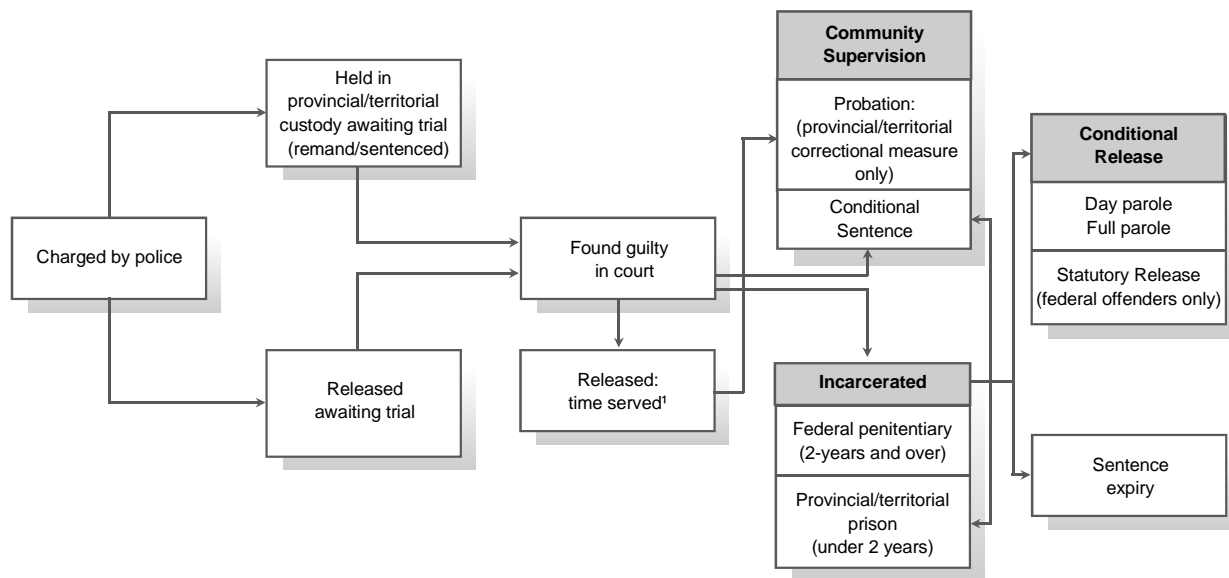 Charged by police
Held in
provincial/territorial
custody awaiting trial
(remand/sentenced)
Released
awaiting trial
Found guilty
in court
Released:
time served¹
Community
Supervision
Probation:
(provincial/territorial
correctional measure
only)
Conditional
Sentence
Incarcerated
Federal penitentiary
(2-years and over)
Provincial/territorial
prison
(under 2 years)
Conditional
Release
Day parole
Full parole
Statutory Release
(federal offenders only)
Sentence
expiry